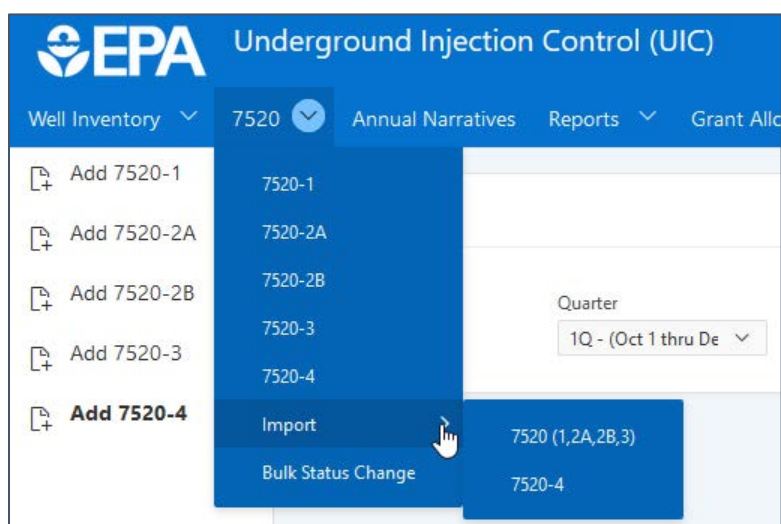 EPA Underground Injection Control (UIC)
Well Inventory 7520 Annual Narratives Reports Grant Allo
Add 7520-1
Add 7520-2A
Add 7520-2B
Add 7520-3
Add 7520-4
7520-1
7520-2A
7520-2B
7520-3
7520-4
Import
Bulk Status Change
7520 (1,2A,2B,3)
7520-4
Quarter
1Q - (Oct 1 thru De